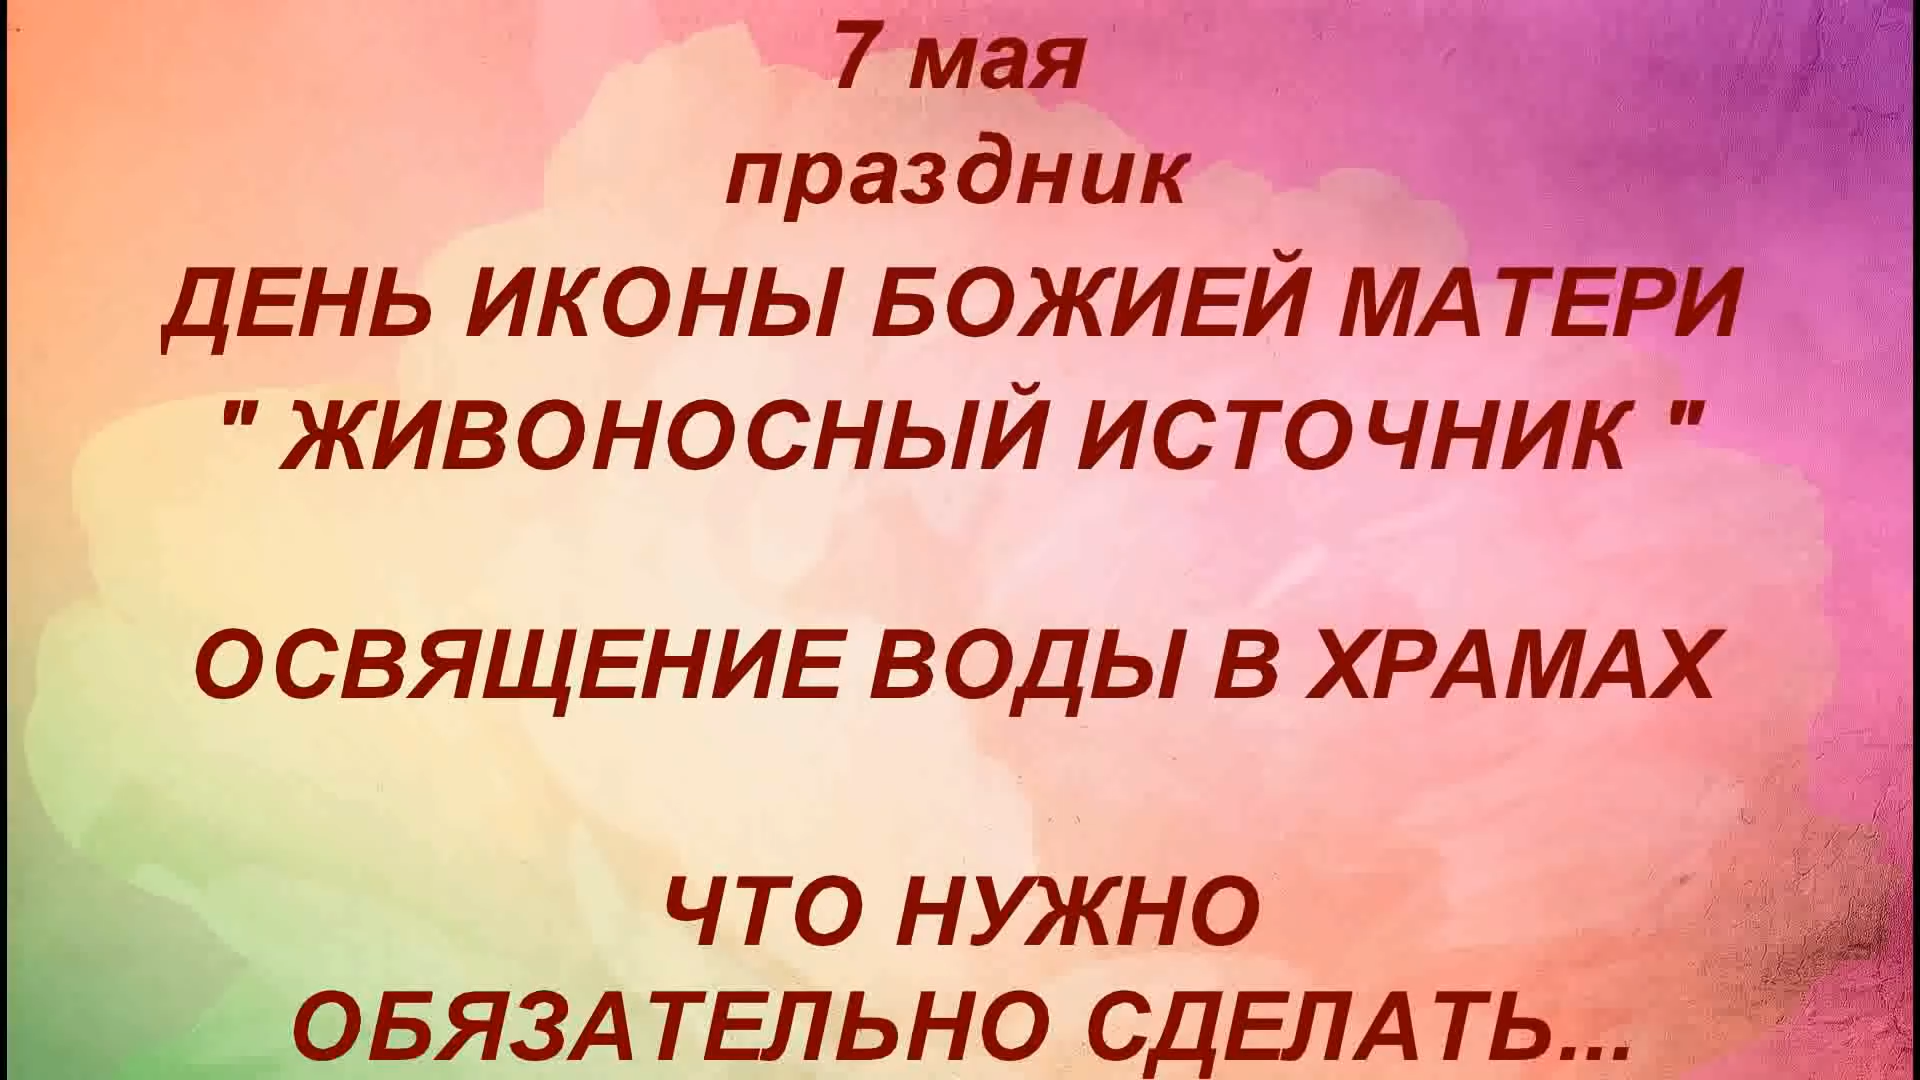 7 мая
праздник
ДЕНЬ ИКОНЫ БОЖИЕЙ МАТЕРИ
" ЖИВОНОСНЫЙ ИСТОЧНИК "
ОСВЯЩЕНИЕ ВОДЫ В ХРАМАХ
ЧТО НУЖНО
ОБЯЗАТЕЛЬНО СДЕЛАТЬ...